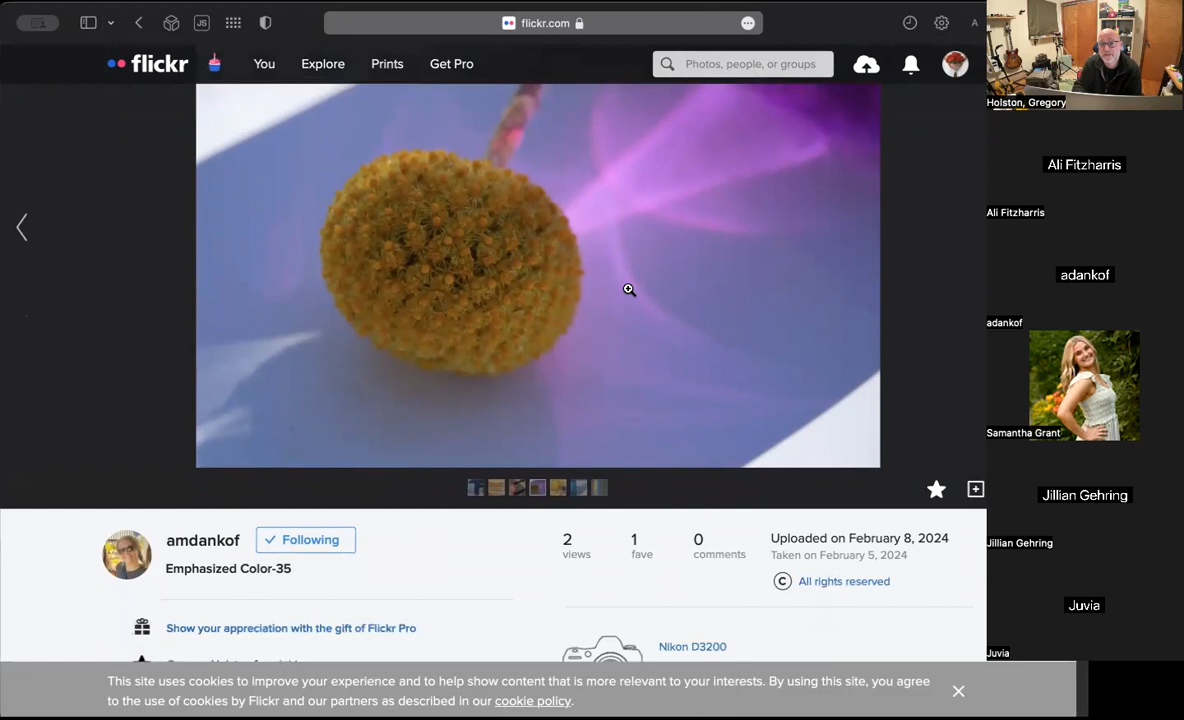 JS
flickr.com
A
flickr
You
Explore
Prints
Get Pro
Photos, people, or groups
Holston, Gregory
Ali Fitzharris
Ali Fitzharris
adankof
adankof
Samantha Grant
Jillian Gehring
Jillian Gehring
Juvia
Juvia
amdankof
Following
Emphasized Color-35
Show your appreciation with the gift of Flickr Pro
2
views
1
fave
0
comments
Uploaded on February 8, 2024
Taken on February 5, 2024
C All rights reserved
Nikon D3200
This site uses cookies to improve your experience and to help show content that is more relevant to your interests. By using this site, you agree
to the use of cookies by Flickr and our partners as described in our cookie policy.